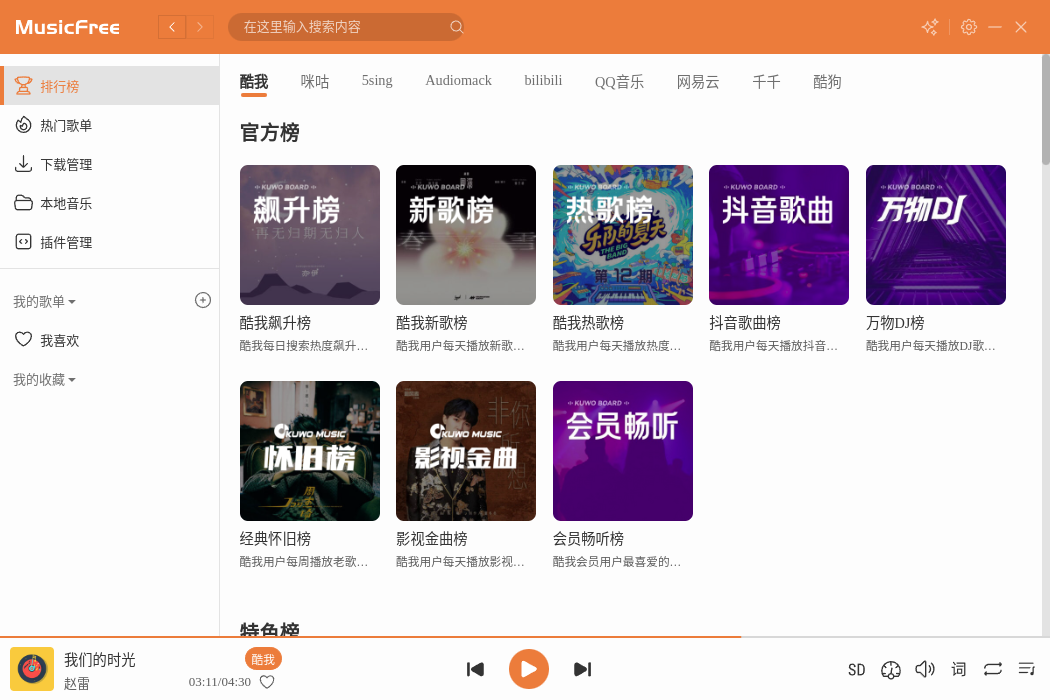 MusicFree
在这里输入搜索内容
排行榜
热门歌单
下载管理
本地音乐
插件管理
我的歌单
我喜欢
我的收藏
酷我 咪咕 5sing Audiomack bilibili QQ音乐 网易云 千千 酷狗
官方榜
KUWO BOARD
飙升榜
再无归期无归人
KUWO BOARD
新歌榜
KUWO BOARD
热歌榜
乐队的夏天
THE BIG BAND
第12期
KUWO BOARD
抖音歌曲
KUWO BOARD
万物DJ
酷我飙升榜
酷我每日搜索热度飙升…
酷我新歌榜
酷我用户每天播放新歌…
酷我热歌榜
酷我用户每天播放热度…
抖音歌曲榜
酷我用户每天播放抖音…
万物DJ榜
酷我用户每天播放DJ歌…
KUWO MUSIC
怀旧榜
KUWO MUSIC
影视金曲
KUWO BOARD
会员畅听
经典怀旧榜
酷我用户每周播放老歌…
影视金曲榜
酷我用户每天播放影视…
会员畅听榜
酷我会员用户最喜爱的…
特色榜
我们的时光
酷我
赵雷
03:11/04:30
SD
词